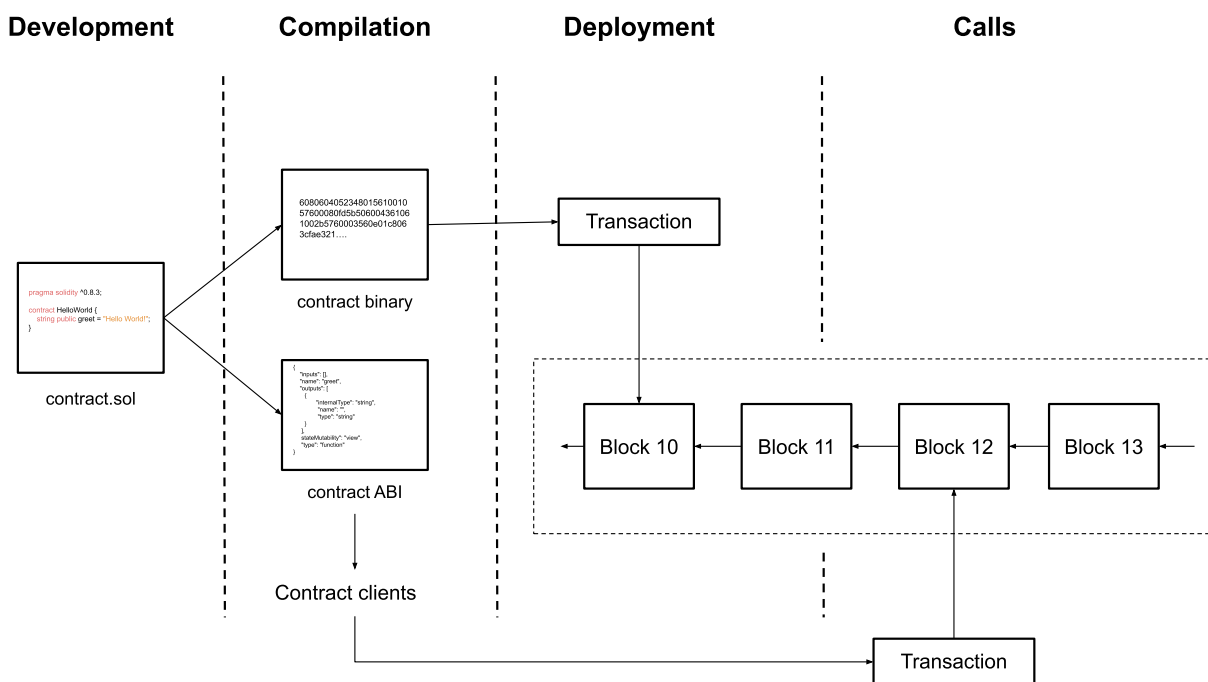 Development
Compilation
Deployment
Calls
pragma solidity ^0.8.3;
contract HelloWorld {
string public greet = "Hello World!";
}
contract.sol
6080604052348015610010
57600080fd5b50600436106
1002b5760003560e01c806
3cfae321....
contract binary
{
"inputs": [],
"name": "greet",
"outputs": [
{
"internalType": "string",
"name": "",
"type": "string"
}
],
stateMutability": "view",
"type": "function"
}
contract ABI
Contract clients
Transaction
Block 10
Block 11
Block 12
Block 13
Transaction